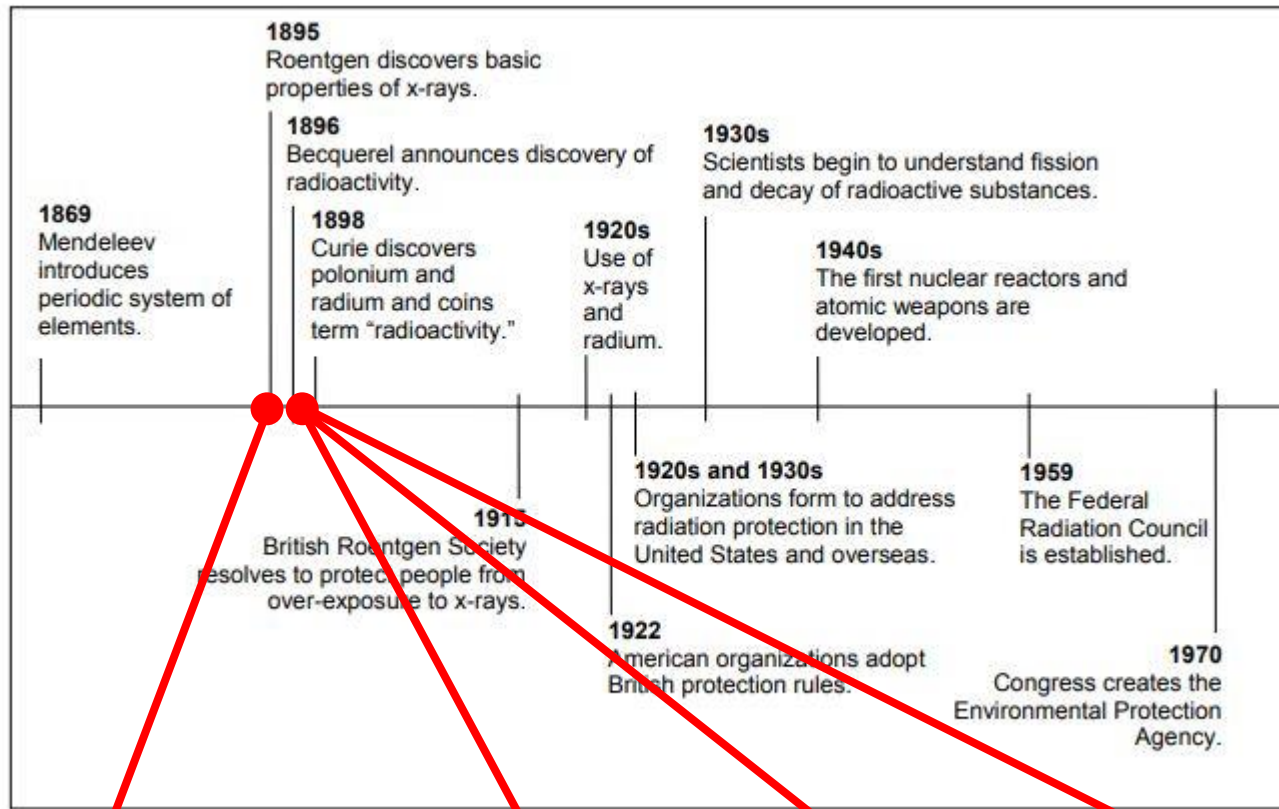 1895
Roentgen discovers basic
properties of x-rays.
1896
Becquerel announces discovery of
radioactivity.
1930s
Scientists begin to understand fission
and decay of radioactive substances.
1869
Mendeleev
introduces
periodic system of
elements.
1898
Curie discovers
polonium and
radium and coins
term “radioactivity.”
1920s
Use of
x-rays
and
radium.
1940s
The first nuclear reactors and
atomic weapons are
developed.
1915
British Roentgen Society
resolves to protect people from
over-exposure to x-rays.
1920s and 1930s
Organizations form to address
radiation protection in the
United States and overseas.
1959
The Federal
Radiation Council
is established.
1922
American organizations adopt
British protection rules.
1970
Congress creates the
Environmental Protection
Agency.